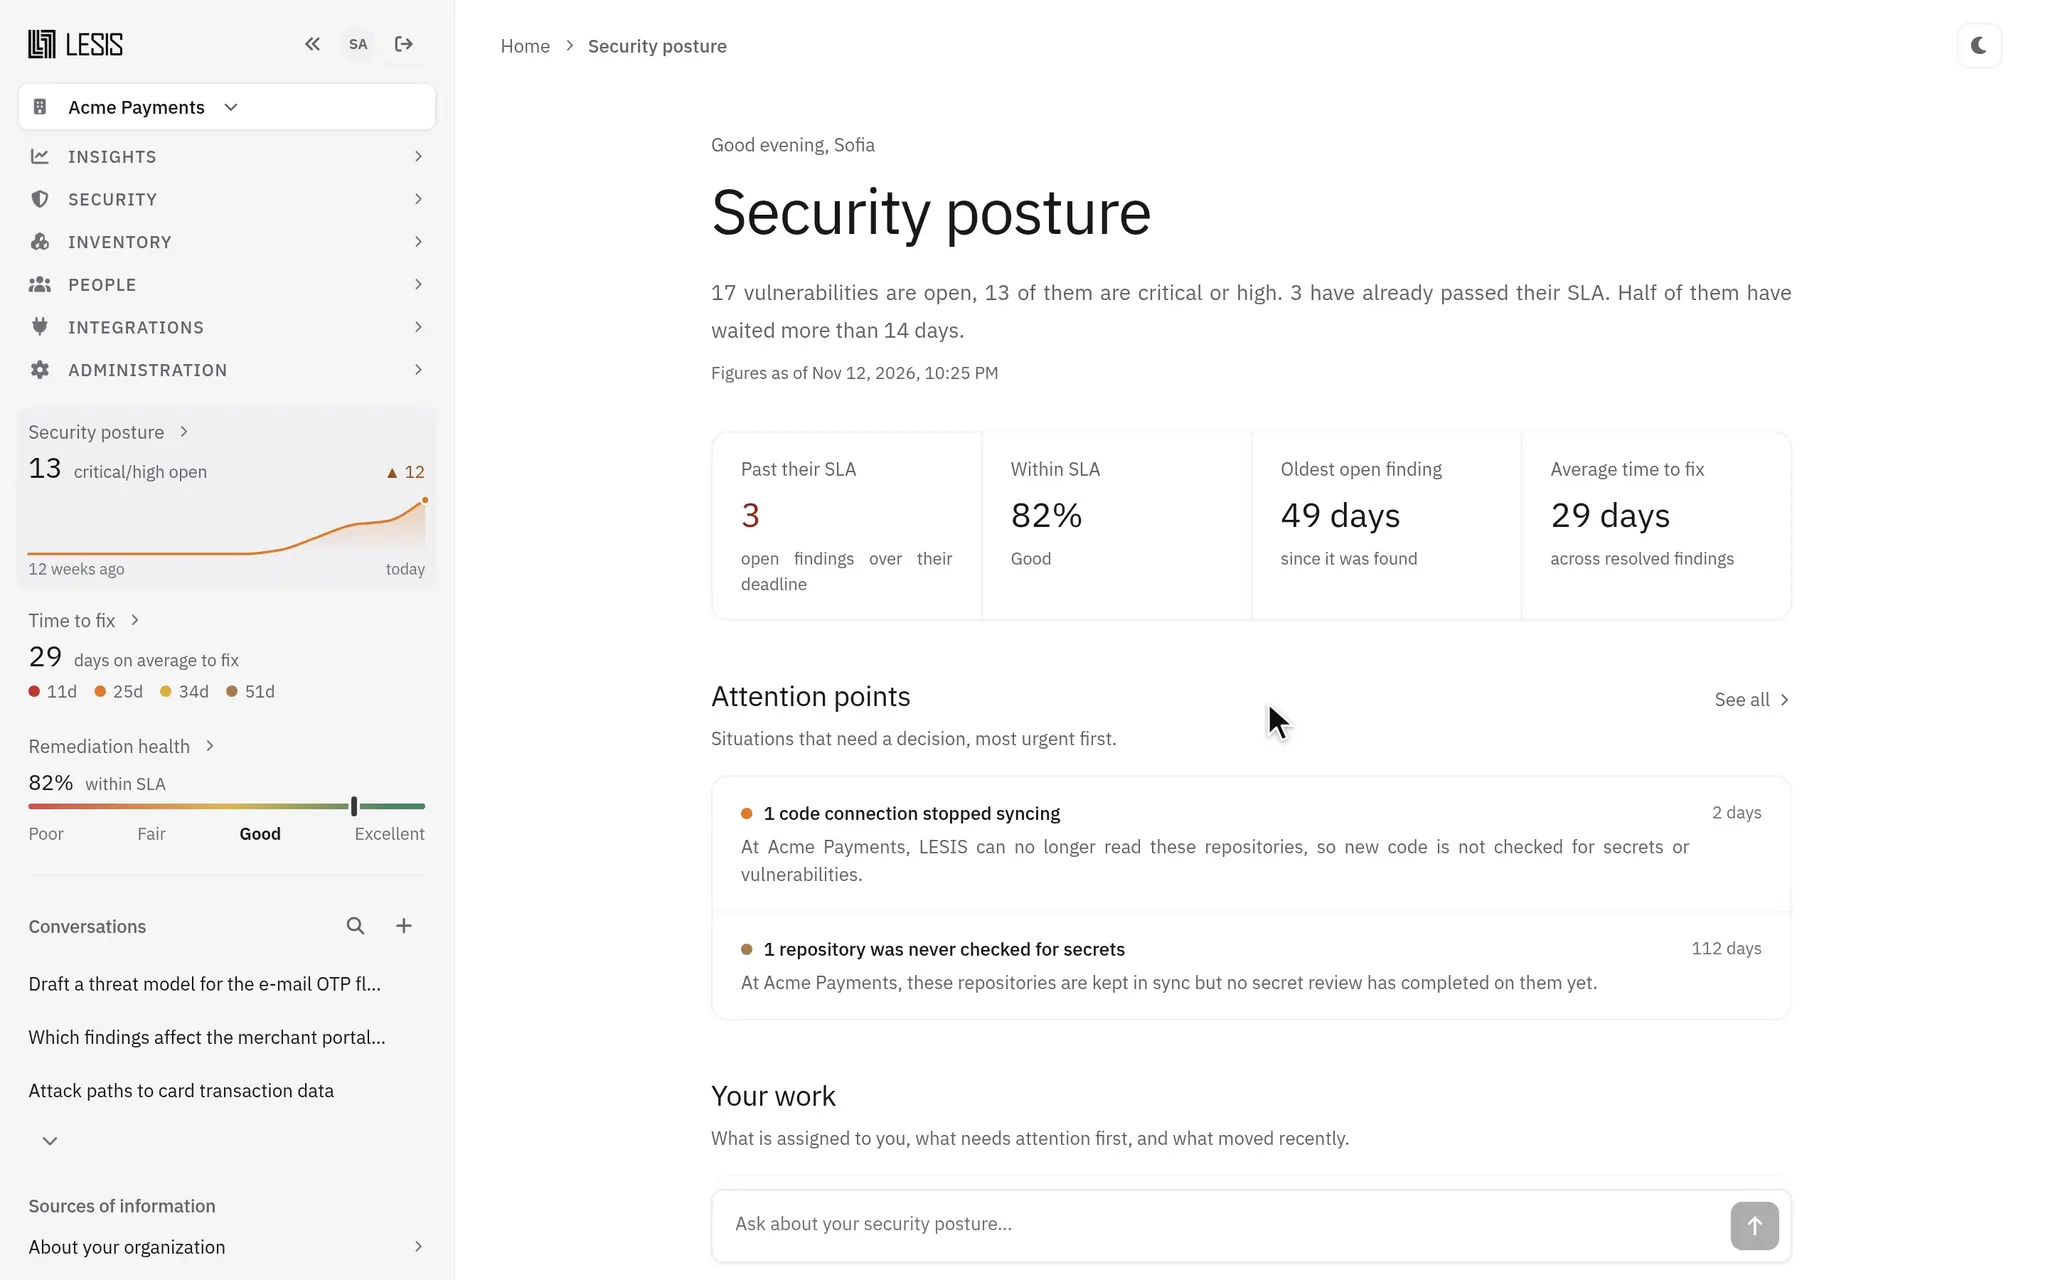 LESIS
SA
Acme Payments
INSIGHTS
SECURITY
INVENTORY
PEOPLE
INTEGRATIONS
ADMINISTRATION
Security posture
13 critical/high open ▲ 12
12 weeks ago today
Time to fix
29 days on average to fix
11d 25d 34d 51d
Remediation health
82% within SLA
Poor Fair Good Excellent
Conversations
Draft a threat model for the e-mail OTP fl...
Which findings affect the merchant portal...
Attack paths to card transaction data
Sources of information
About your organization
Home Security posture
Good evening, Sofia
Security posture
17 vulnerabilities are open, 13 of them are critical or high. 3 have already passed their SLA. Half of them have
waited more than 14 days.
Figures as of Nov 12, 2026, 10:25 PM
Past their SLA
3
open findings over their
deadline
Within SLA
82%
Good
Oldest open finding
49 days
since it was found
Average time to fix
29 days
across resolved findings
Attention points
See all
Situations that need a decision, most urgent first.
1 code connection stopped syncing 2 days
At Acme Payments, LESIS can no longer read these repositories, so new code is not checked for secrets or
vulnerabilities.
1 repository was never checked for secrets 112 days
At Acme Payments, these repositories are kept in sync but no secret review has completed on them yet.
Your work
What is assigned to you, what needs attention first, and what moved recently.
Ask about your security posture...